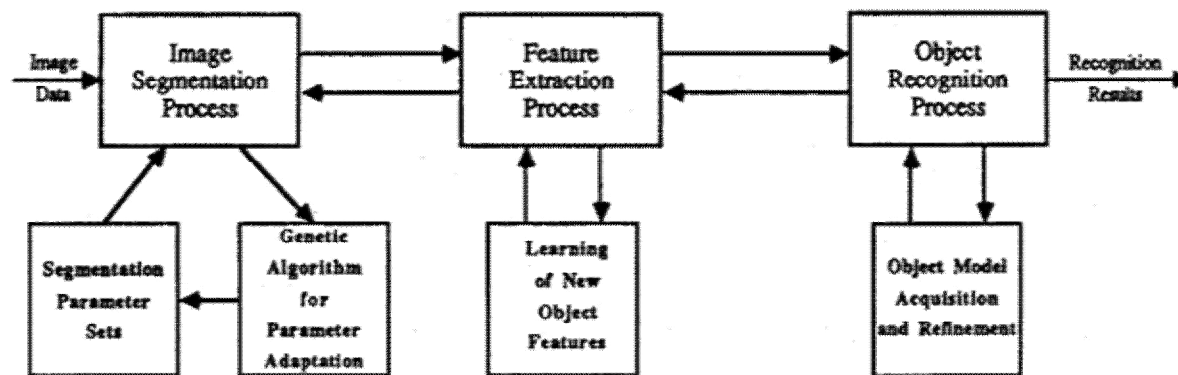 Image
Data
Image
Segmentation
Process
Feature
Extraction
Process
Object
Recognition
Process
Recognition
Results
Segmentation
Parameter
Sets
Genetic
Algorithm
for
Parameter
Adaptation
Learning
of New
Object
Features
Object Model
Acquisition
and Refinement